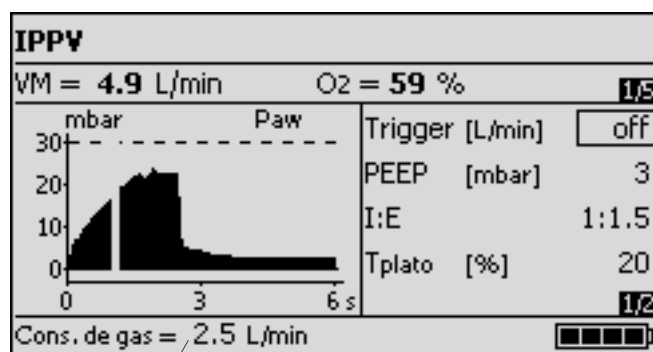 IPPV
VM = 4.9 L/min O2 = 59 %
1/5
mbar Paw
30
20
10
0
0 3 6 s
Trigger [L/min] off
PEEP [mbar] 3
I:E 1:1.5
Tplato [%] 20
1/2
Cons. de gas = 2.5 L/min